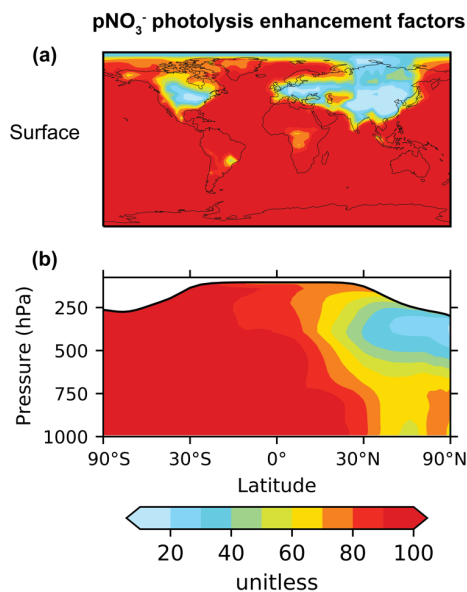 pNO₃⁻ photolysis enhancement factors
(a)
Surface
(b)
Pressure (hPa)
250
500
750
1000
90°S 30°S 0° 30°N 90°N
Latitude
20 40 60 80 100
unitless